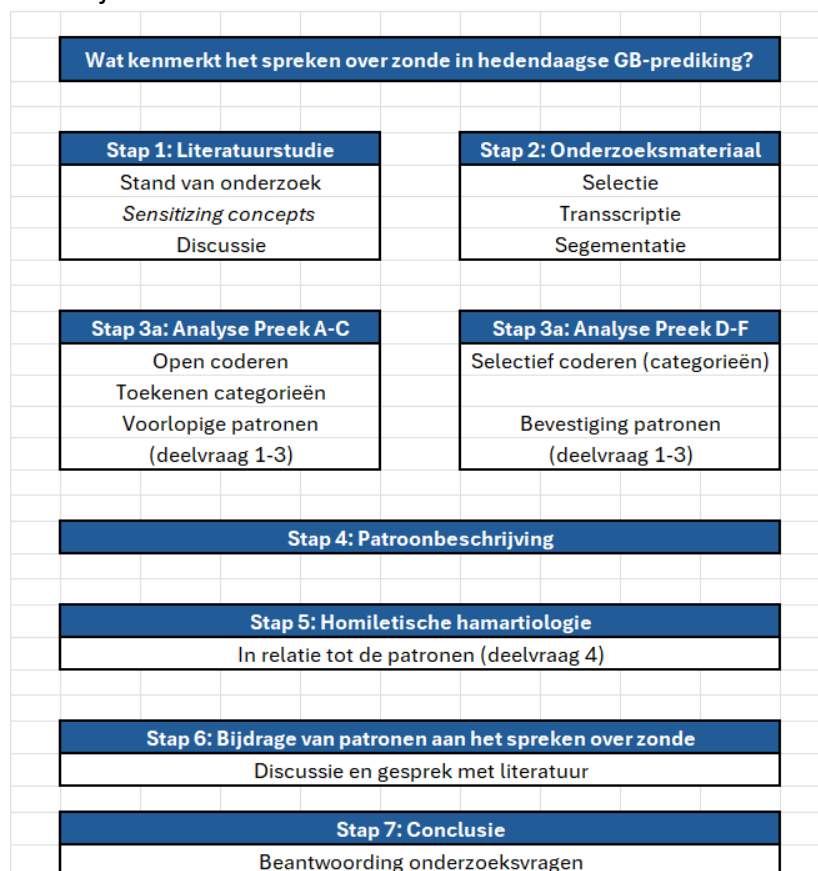 Wat kenmerkt het spreken over zonde in hedendaagse GB-prediking?
Stap 1: Literatuurstudie
Stand van onderzoek
Sensitizing concepts
Discussie
Stap 2: Onderzoeksmateriaal
Selectie
Transscriptie
Segementatie
Stap 3a: Analyse Preek A-C
Open coderen
Toekenen categorieën
Voorlopige patronen
(deelvraag 1-3)
Stap 3a: Analyse Preek D-F
Selectief coderen (categorieën)
Bevestiging patronen
(deelvraag 1-3)
Stap 4: Patroonbeschrijving
Stap 5: Homiletische hamartiologie
In relatie tot de patronen (deelvraag 4)
Stap 6: Bijdrage van patronen aan het spreken over zonde
Discussie en gesprek met literatuur
Stap 7: Conclusie
Beantwoording onderzoeksvragen